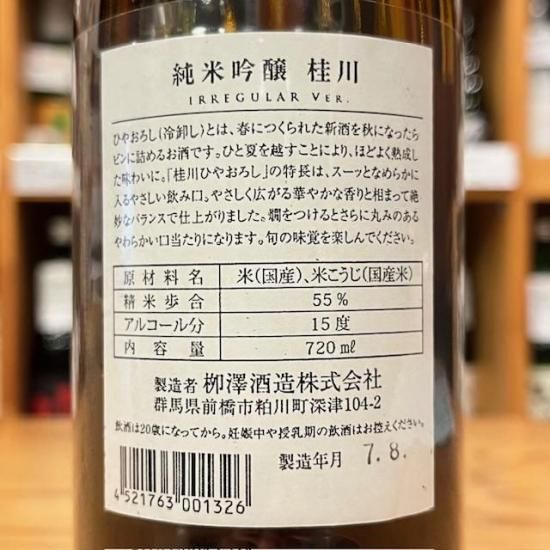 純米吟醸 桂川
IRREGULAR VER.
ひやおろし(冷卸し)とは、春につくられた新酒を秋になったら
ビンに詰めるお酒です。ひと夏を越すことにより、ほどよく熟成し
た味わいに。「桂川ひやおろし」の特長は、スーッとなめらかに
入るやさしい飲み口。やさしく広がる華やかな香りと相まって絶
妙なバランスで仕上がりました。燗をつけるとさらに丸みのある
やわらかい口当たりになります。旬の味覚を楽しんでください。
原材料名 米(国産)、米こうじ(国産米)
精米歩合 55%
アルコール分 15度
内容量 720ml
製造者 栁澤酒造株式会社
群馬県前橋市粕川町深津104-2
飲酒は20歳になってから。妊娠中や授乳期の飲酒はお控えください。
製造年月 7.8.
4 521763 001326